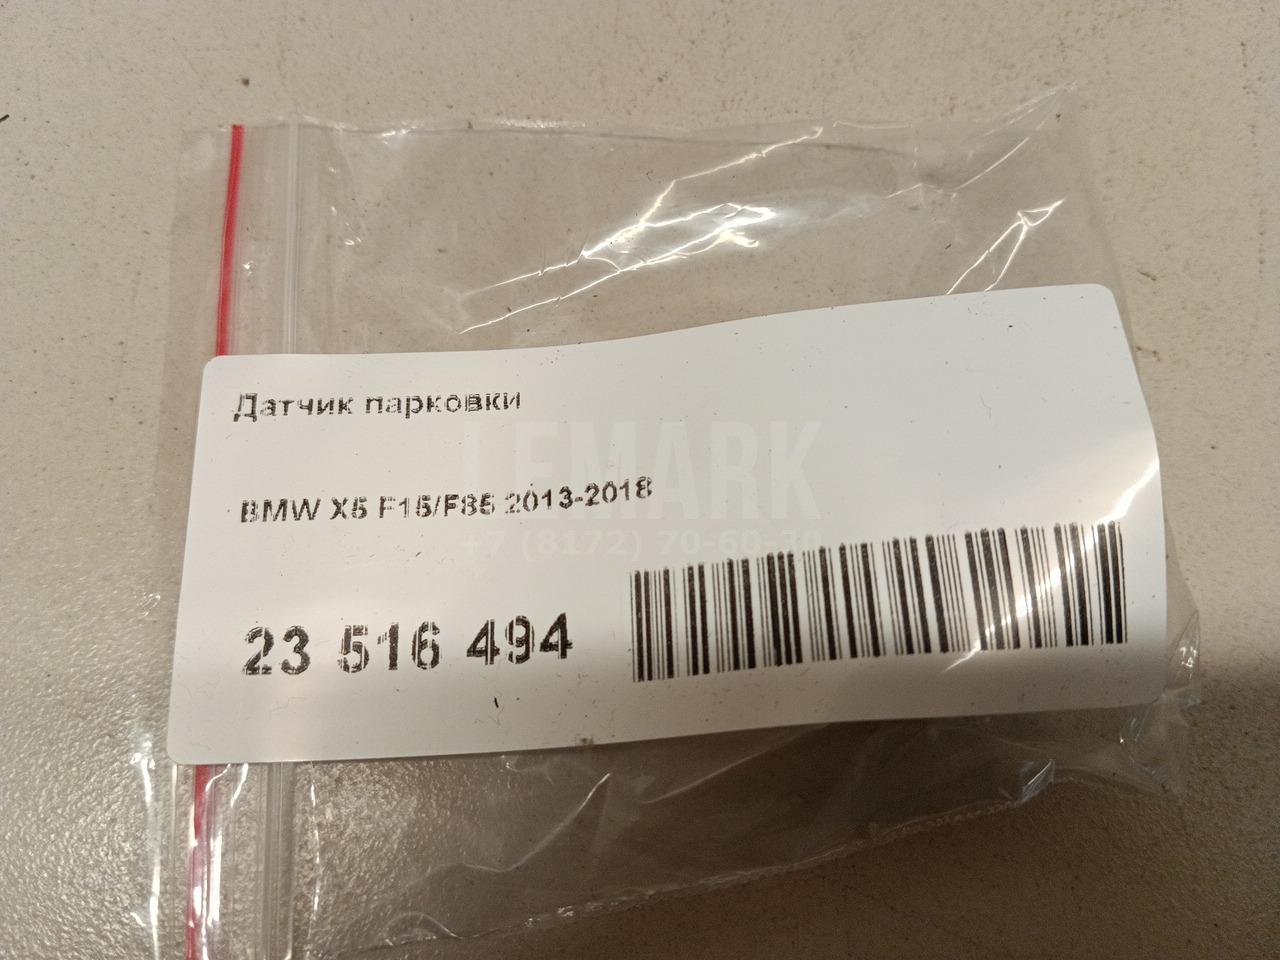 Датчик парковки
LEMARK
BMW X5 F15/F85 2013-2018
+7 (8172) 70-60-30
23 516 494